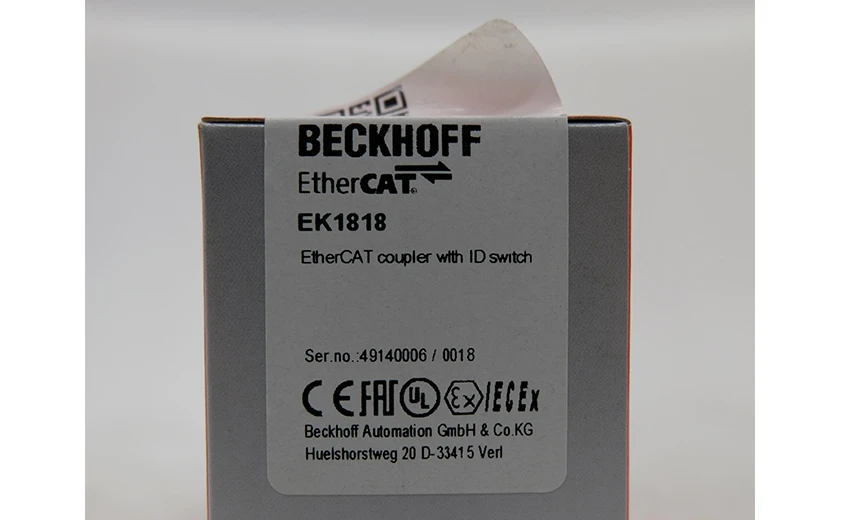 BECKHOFF
EtherCAT®
EK1818
EtherCAT coupler with ID switch
Ser.no.:49140006 / 0018
CE EAC UL Ex IECEx
Beckhoff Automation GmbH & Co.KG
Huelshorstweg 20 D-33415 Verl